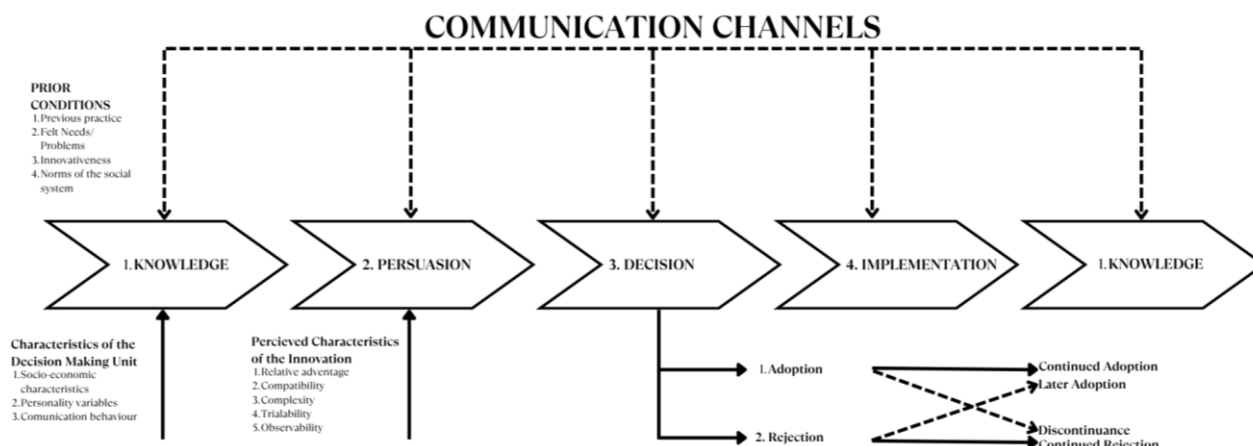 COMMUNICATION CHANNELS
PRIOR
CONDITIONS
1.Previous practice
2.Felt Needs/
Problems
3.Innovativeness
4.Norms of the social
system
1. KNOWLEDGE
2. PERSUASION
3. DECISION
4. IMPLEMENTATION
1. KNOWLEDGE
Characteristics of the
Decision Making Unit
1.Socio-economic
characteristics
2.Personality variables
3.Comunication behaviour
Percieved Characteristics
of the Innovation
1.Relative adventage
2.Compatibility
3.Complexity
4.Trialability
5.Observability
1. Adoption
2. Rejection
Continued Adoption
Later Adoption
Discontinuance
Continued Rejection